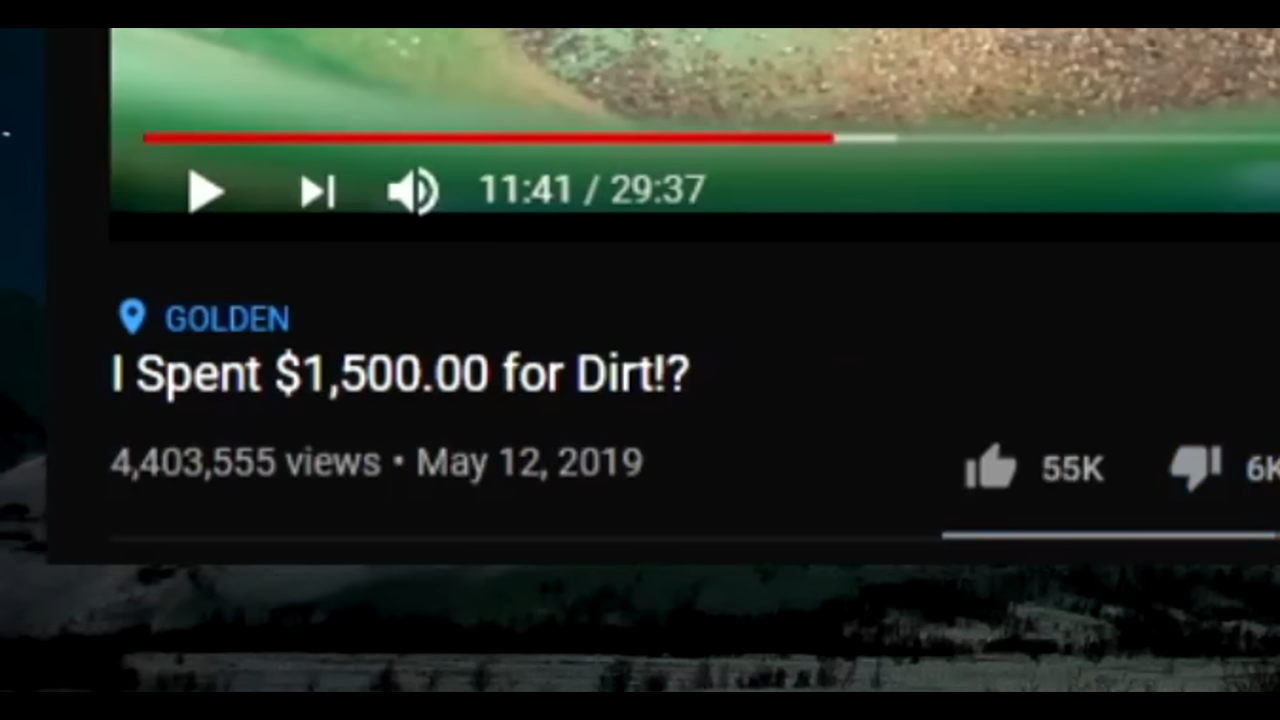 11:41 / 29:37
GOLDEN
I Spent $1,500.00 for Dirt!?
4,403,555 views • May 12, 2019
55K
6K